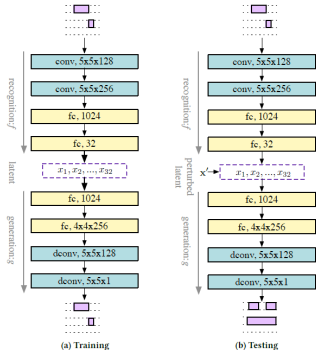 conv, 5x5x128
conv, 5x5x256
fc, 1024
fc, 32
x1, x2, ..., x32
fc, 1024
fc, 4x4x256
dconv, 5x5x128
dconv, 5x5x1
recognition:f
latent
generation:g
(a) Training
conv, 5x5x128
conv, 5x5x256
fc, 1024
fc, 32
x'
x1, x2, ..., x32
fc, 1024
fc, 4x4x256
dconv, 5x5x128
dconv, 5x5x1
recognition:f
perturbed
latent
generation:g
(b) Testing